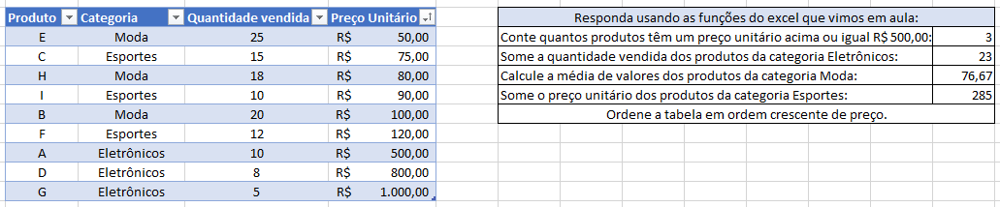 Produto Categoria Quantidade vendida Preço Unitário
E Moda 25 R$ 50,00
C Esportes 15 R$ 75,00
H Moda 18 R$ 80,00
I Esportes 10 R$ 90,00
B Moda 20 R$ 100,00
F Esportes 12 R$ 120,00
A Eletrônicos 10 R$ 500,00
D Eletrônicos 8 R$ 800,00
G Eletrônicos 5 R$ 1.000,00
Responda usando as funções do excel que vimos em aula:
Conte quantos produtos têm um preço unitário acima ou igual R$ 500,00: 3
Some a quantidade vendida dos produtos da categoria Eletrônicos: 23
Calcule a média de valores dos produtos da categoria Moda: 76,67
Some o preço unitário dos produtos da categoria Esportes: 285
Ordene a tabela em ordem crescente de preço.